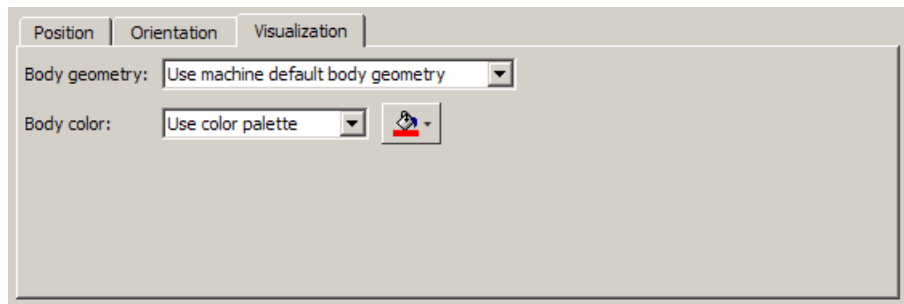 Position Orientation Visualization
Body geometry: Use machine default body geometry
Body color: Use color palette